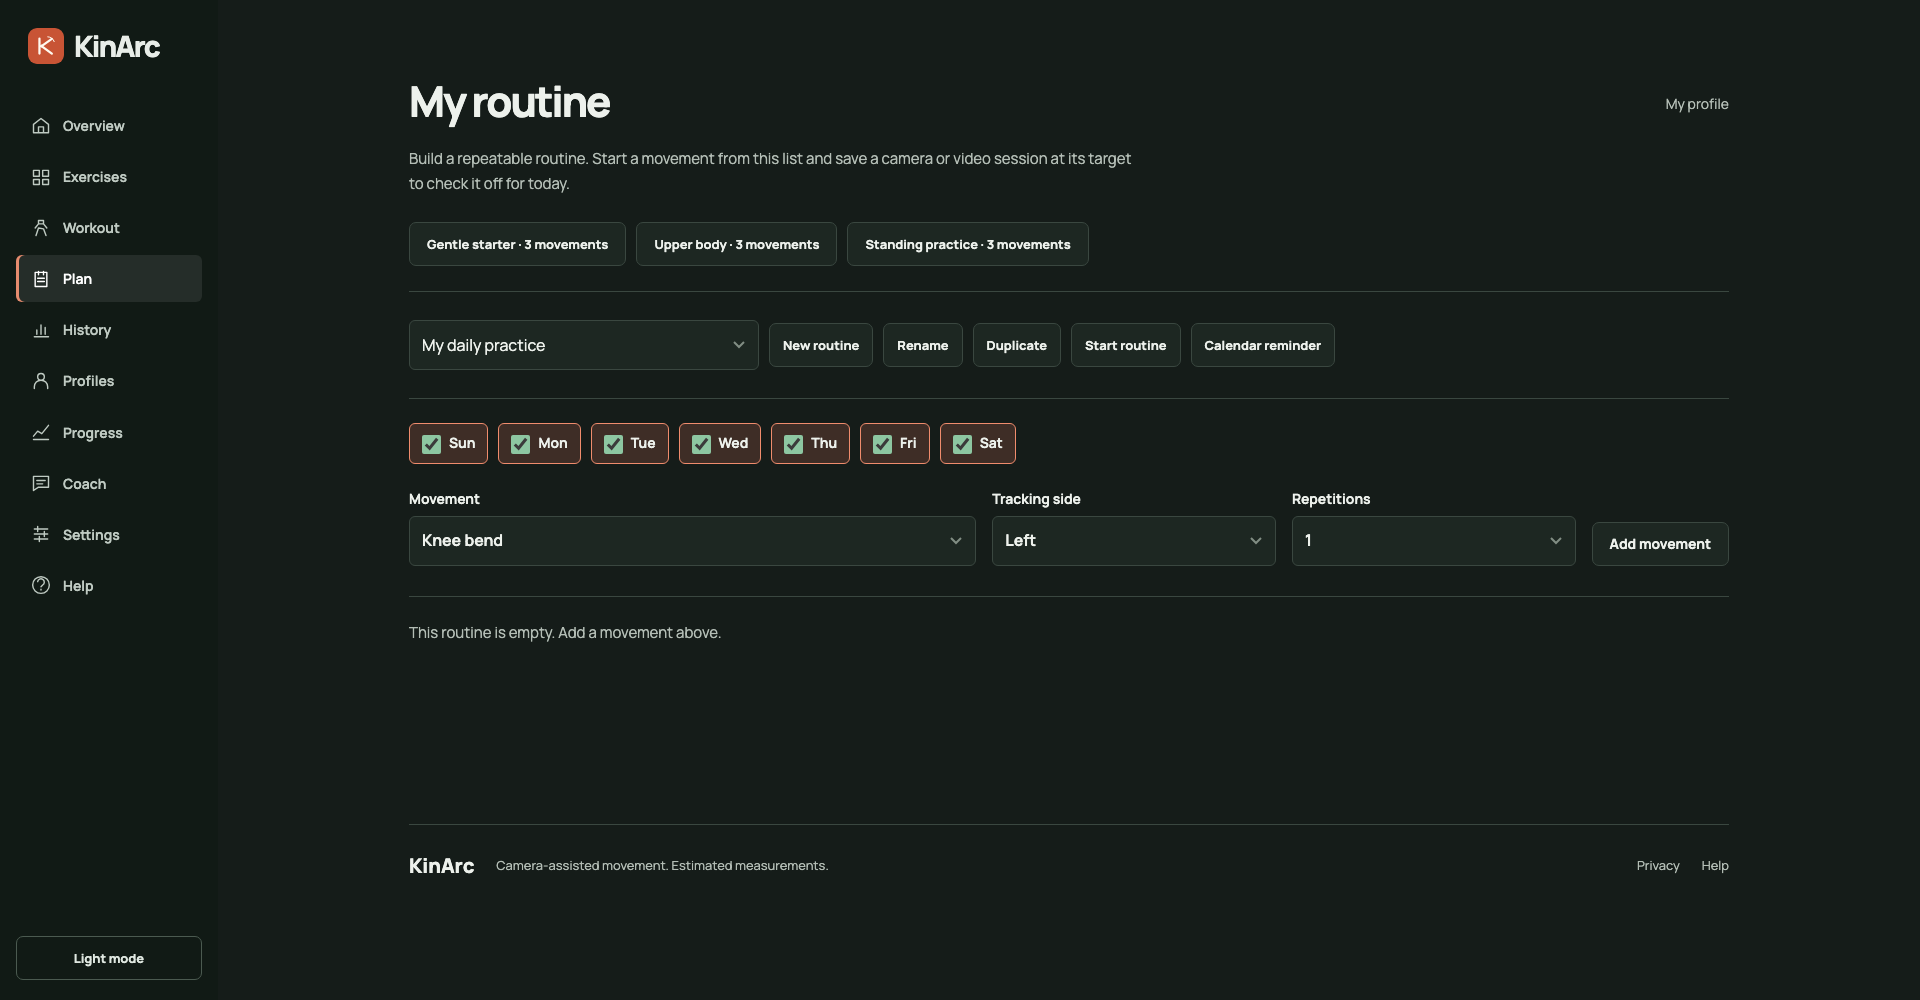 KinArc
Overview
Exercises
Workout
Plan
History
Profiles
Progress
Coach
Settings
Help
Light mode
My routine
My profile
Build a repeatable routine. Start a movement from this list and save a camera or video session at its target
to check it off for today.
Gentle starter · 3 movements
Upper body · 3 movements
Standing practice · 3 movements
My daily practice
New routine
Rename
Duplicate
Start routine
Calendar reminder
Sun
Mon
Tue
Wed
Thu
Fri
Sat
Movement
Tracking side
Repetitions
Knee bend
Left
1
Add movement
This routine is empty. Add a movement above.
KinArc
Camera-assisted movement. Estimated measurements.
Privacy
Help